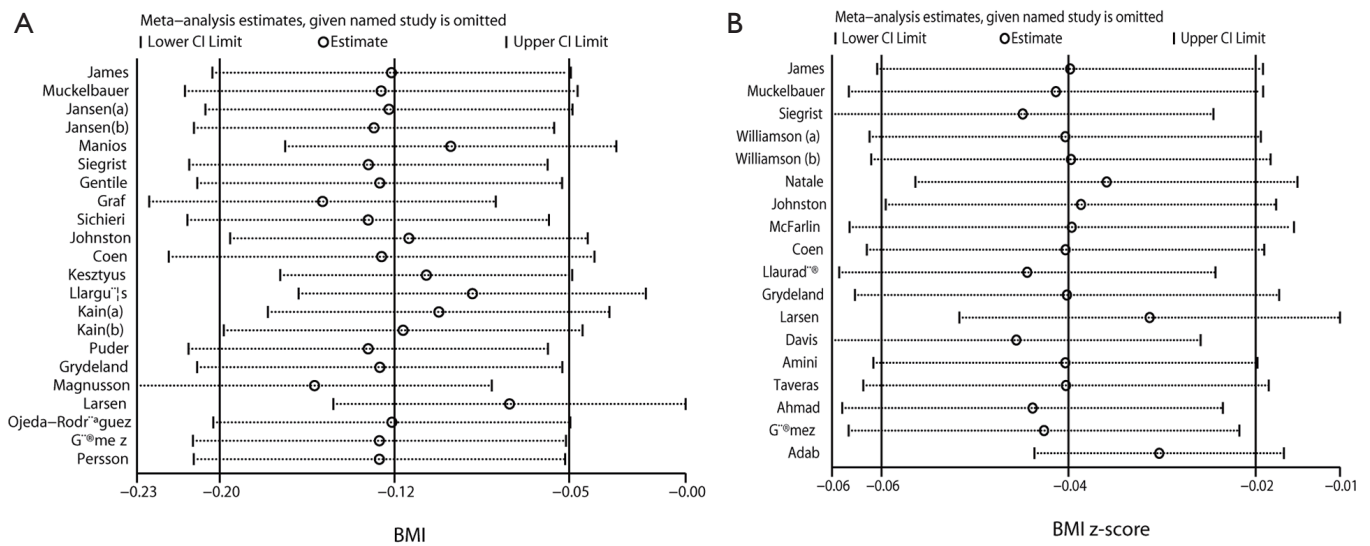 A
Meta−analysis estimates, given named study is omitted
Lower CI Limit Estimate Upper CI Limit
James
Muckelbauer
Jansen(a)
Jansen(b)
Manios
Siegrist
Gentile
Graf
Sichieri
Johnston
Coen
Kesztyus
Llargu¨¦s
Kain(a)
Kain(b)
Puder
Grydeland
Magnusson
Larsen
Ojeda−Rodr¨ªguez
G¨®me z
Persson
−0.23 −0.20 −0.12 −0.05 −0.00
BMI
B
Meta−analysis estimates, given named study is omitted
Lower CI Limit Estimate Upper CI Limit
James
Muckelbauer
Siegrist
Williamson (a)
Williamson (b)
Natale
Johnston
McFarlin
Coen
Llaurad¨®
Grydeland
Larsen
Davis
Amini
Taveras
Ahmad
G¨®mez
Adab
−0.06 −0.06 −0.04 −0.02 −0.01
BMI z-score